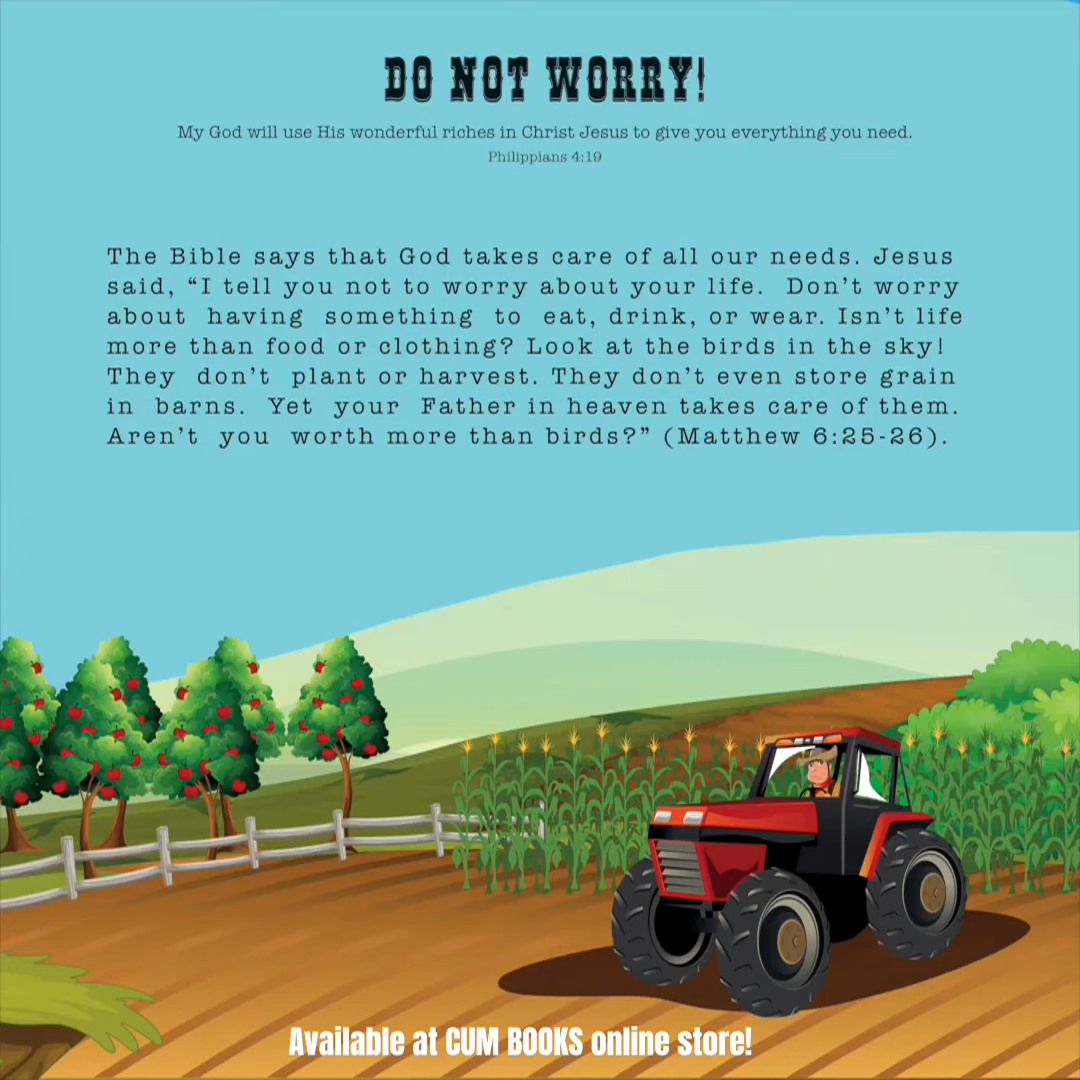 DO NOT WORRY!
My God will use His wonderful riches in Christ Jesus to give you everything you need.
Philippians 4:19
The Bible says that God takes care of all our needs. Jesus
said, “I tell you not to worry about your life. Don’t worry
about having something to eat, drink, or wear. Isn’t life
more than food or clothing? Look at the birds in the sky!
They don’t plant or harvest. They don’t even store grain
in barns. Yet your Father in heaven takes care of them.
Aren’t you worth more than birds?” (Matthew 6:25-26).
Available at CUM BOOKS online store!